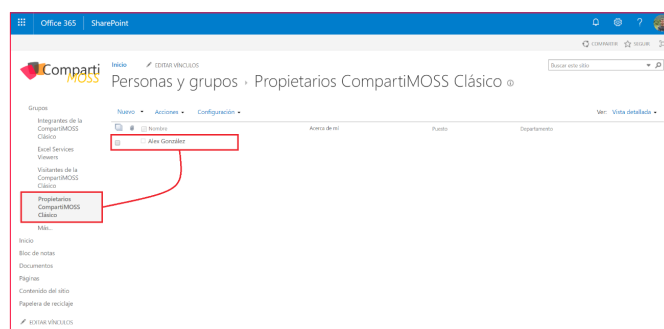 Office 365 SharePoint
COMPARTIR SEGUIR
Comparti
MOSS
Inicio EDITAR VÍNCULOS
Buscar este sitio
Personas y grupos › Propietarios CompartiMOSS Clásico
Grupos
Integrantes de la
CompartiMOSS
Clásico
Excel Services
Viewers
Visitantes de la
CompartiMOSS
Clásico
Propietarios
CompartiMOSS
Clásico
Más...
Inicio
Bloc de notas
Documentos
Páginas
Contenido del sitio
Papelera de reciclaje
EDITAR VÍNCULOS
Nuevo Acciones Configuración Ver: Vista detallada
Nombre Acerca de mí Puesto Departamento
Alex González